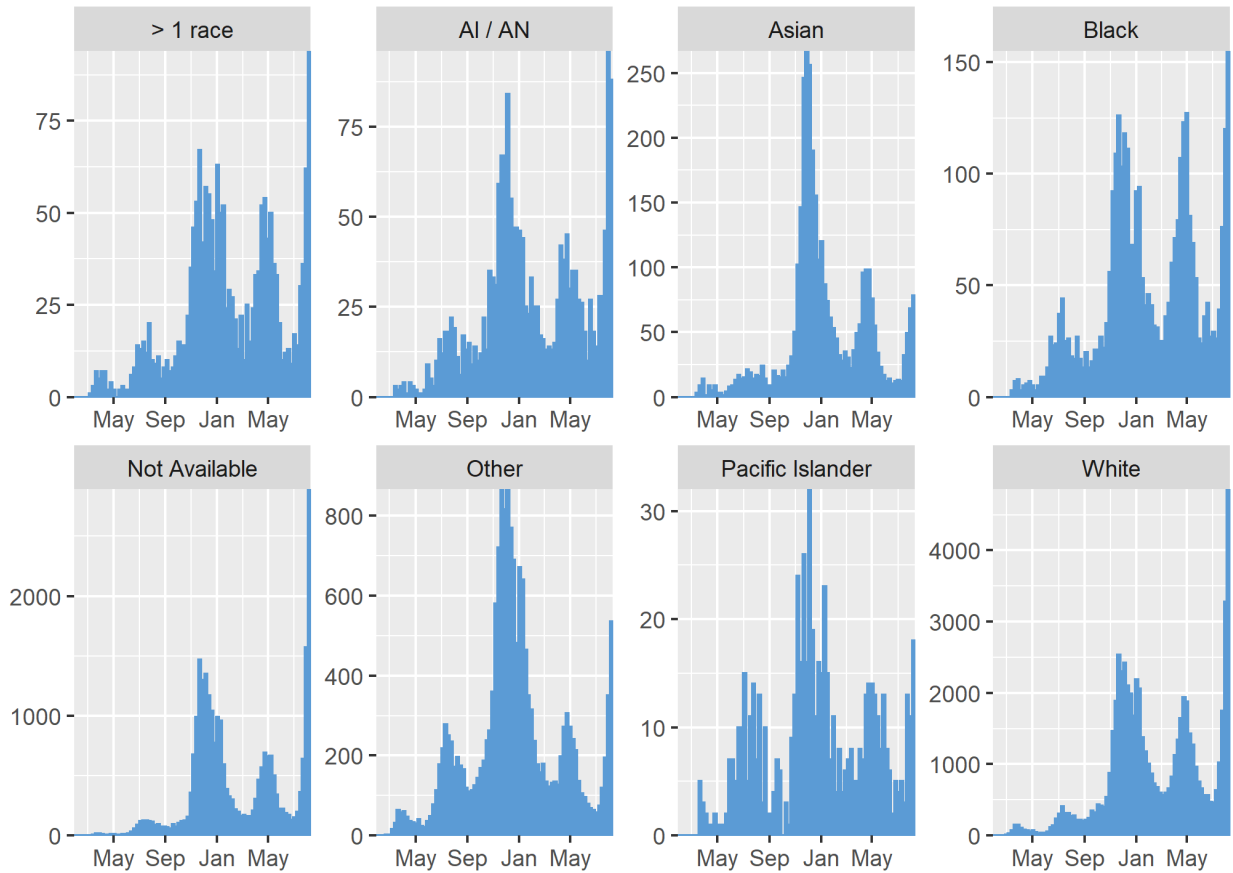 > 1 race
AI / AN
Asian
Black
75
50
25
0
75
50
25
0
250
200
150
100
50
0
150
100
50
0
May Sep Jan May
May Sep Jan May
May Sep Jan May
May Sep Jan May
Not Available
Other
Pacific Islander
White
2000
1000
0
800
600
400
200
0
30
20
10
0
4000
3000
2000
1000
0
May Sep Jan May
May Sep Jan May
May Sep Jan May
May Sep Jan May